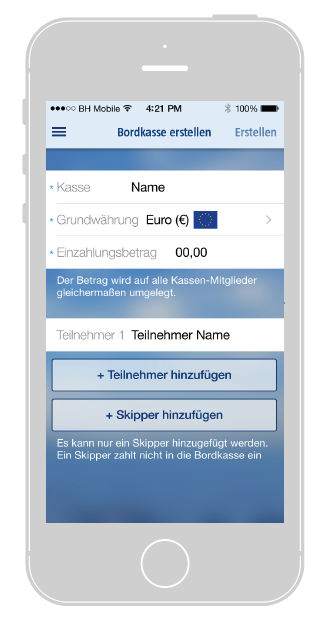 BH Mobile 4:21 PM 100%
Bordkasse erstellen Erstellen
* Kasse Name
* Grundwährung Euro (€)
* Einzahlungsbetrag 00,00
Der Betrag wird auf alle Kassen-Mitglieder
gleichermaßen umgelegt.
Teilnehmer 1 Teilnehmer Name
+ Teilnehmer hinzufügen
+ Skipper hinzufügen
Es kann nur ein Skipper hinzugefügt werden.
Ein Skipper zahlt nicht in die Bordkasse ein